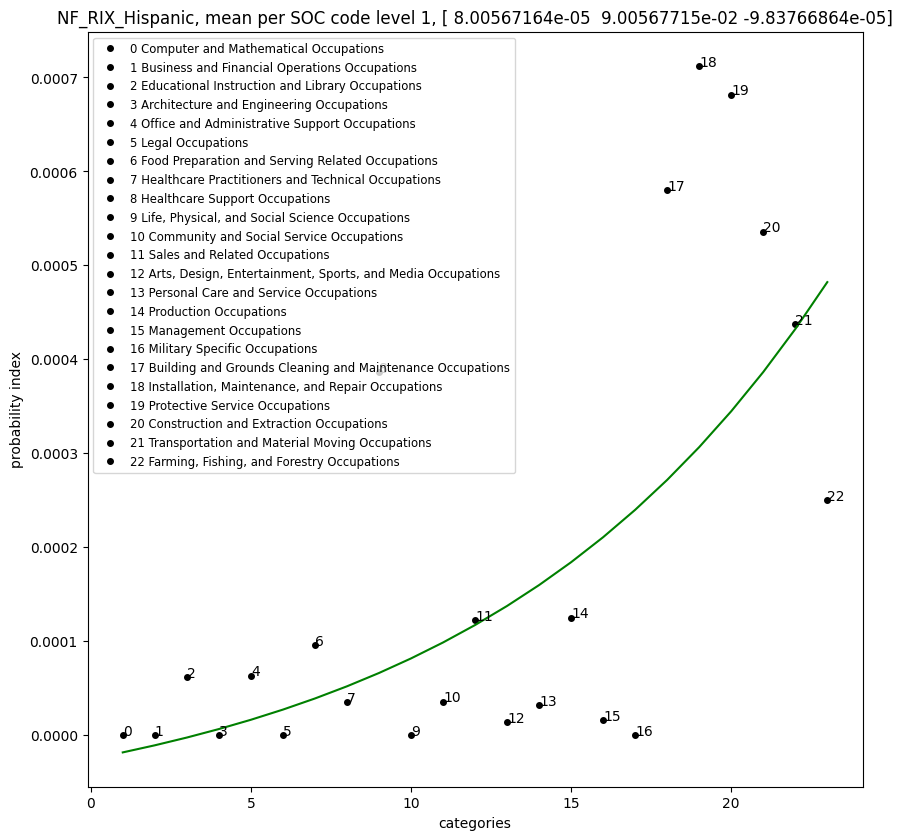 NF_RIX_Hispanic, mean per SOC code level 1, [ 8.00567164e-05  9.00567715e-02 -9.83766864e-05]
0 Computer and Mathematical Occupations
1 Business and Financial Operations Occupations
2 Educational Instruction and Library Occupations
3 Architecture and Engineering Occupations
4 Office and Administrative Support Occupations
5 Legal Occupations
6 Food Preparation and Serving Related Occupations
7 Healthcare Practitioners and Technical Occupations
8 Healthcare Support Occupations
9 Life, Physical, and Social Science Occupations
10 Community and Social Service Occupations
11 Sales and Related Occupations
12 Arts, Design, Entertainment, Sports, and Media Occupations
13 Personal Care and Service Occupations
14 Production Occupations
15 Management Occupations
16 Military Specific Occupations
17 Building and Grounds Cleaning and Maintenance Occupations
18 Installation, Maintenance, and Repair Occupations
19 Protective Service Occupations
20 Construction and Extraction Occupations
21 Transportation and Material Moving Occupations
22 Farming, Fishing, and Forestry Occupations
0.0007
0.0006
0.0005
0.0004
0.0003
0.0002
0.0001
0.0000
probability index
18
19
17
20
21
22
11
14
6
2
4
7
10
13
12
15
0
1
3
5
9
16
0
5
10
15
20
categories